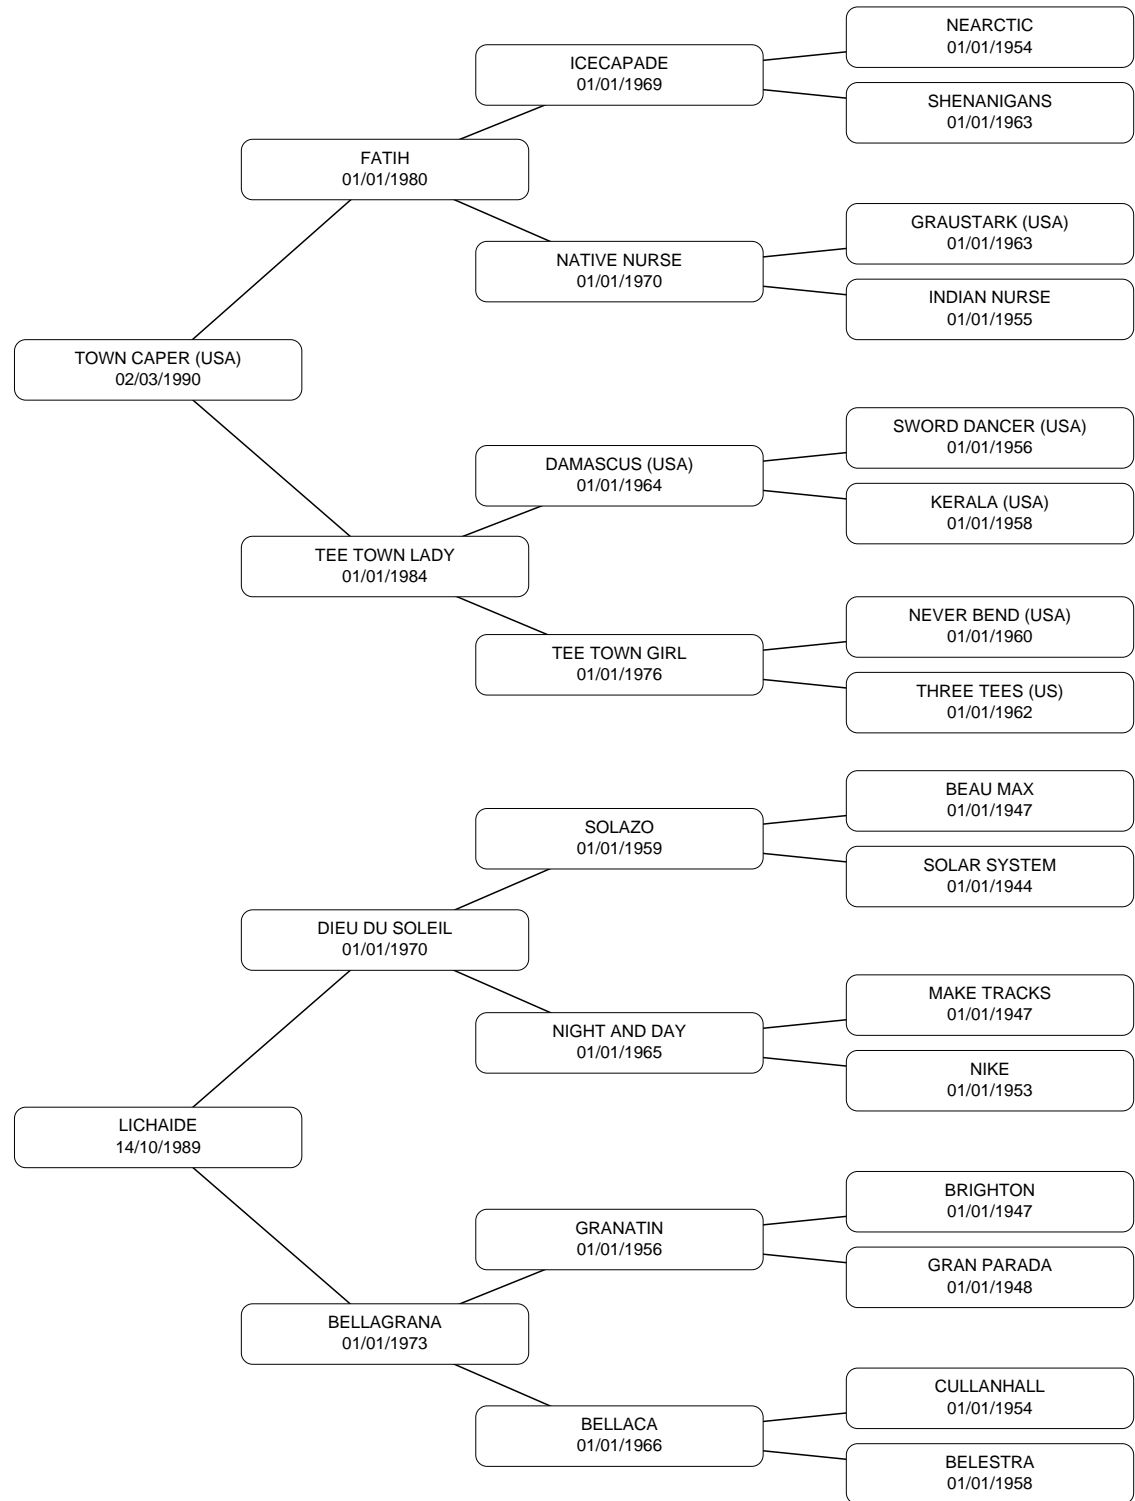 NEARCTIC
01/01/1954
ICECAPADE
01/01/1969
SHENANIGANS
01/01/1963
FATIH
01/01/1980
GRAUSTARK (USA)
01/01/1963
NATIVE NURSE
01/01/1970
INDIAN NURSE
01/01/1955
TOWN CAPER (USA)
02/03/1990
SWORD DANCER (USA)
01/01/1956
DAMASCUS (USA)
01/01/1964
KERALA (USA)
01/01/1958
TEE TOWN LADY
01/01/1984
NEVER BEND (USA)
01/01/1960
TEE TOWN GIRL
01/01/1976
THREE TEES (US)
01/01/1962
BEAU MAX
01/01/1947
SOLAZO
01/01/1959
SOLAR SYSTEM
01/01/1944
DIEU DU SOLEIL
01/01/1970
MAKE TRACKS
01/01/1947
NIGHT AND DAY
01/01/1965
NIKE
01/01/1953
LICHAIDE
14/10/1989
BRIGHTON
01/01/1947
GRANATIN
01/01/1956
GRAN PARADA
01/01/1948
BELLAGRANA
01/01/1973
CULLANHALL
01/01/1954
BELLACA
01/01/1966
BELESTRA
01/01/1958